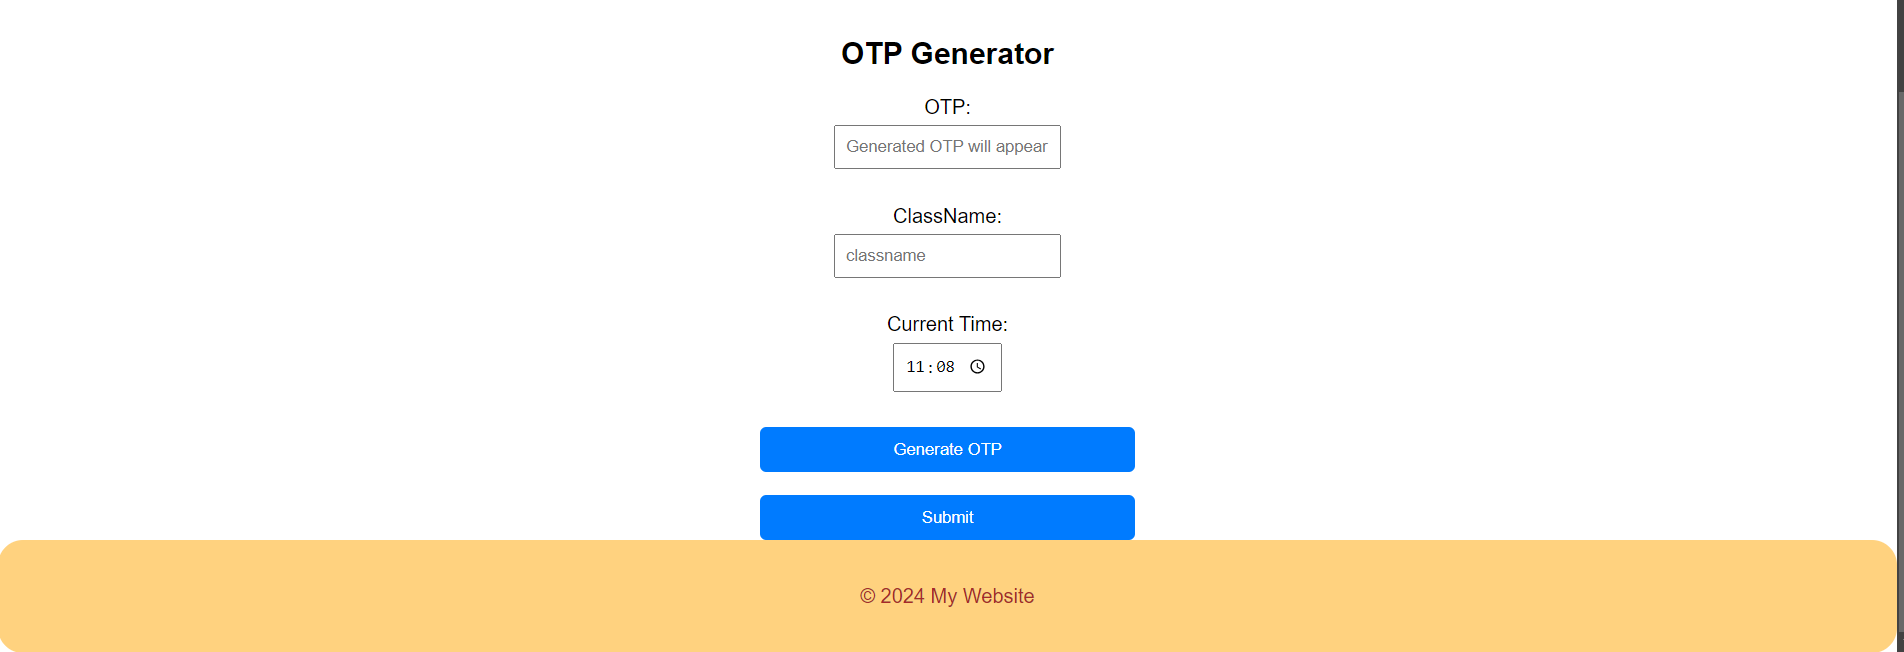 OTP Generator
OTP:
Generated OTP will appear
ClassName:
classname
Current Time:
11:08
Generate OTP
Submit
© 2024 My Website